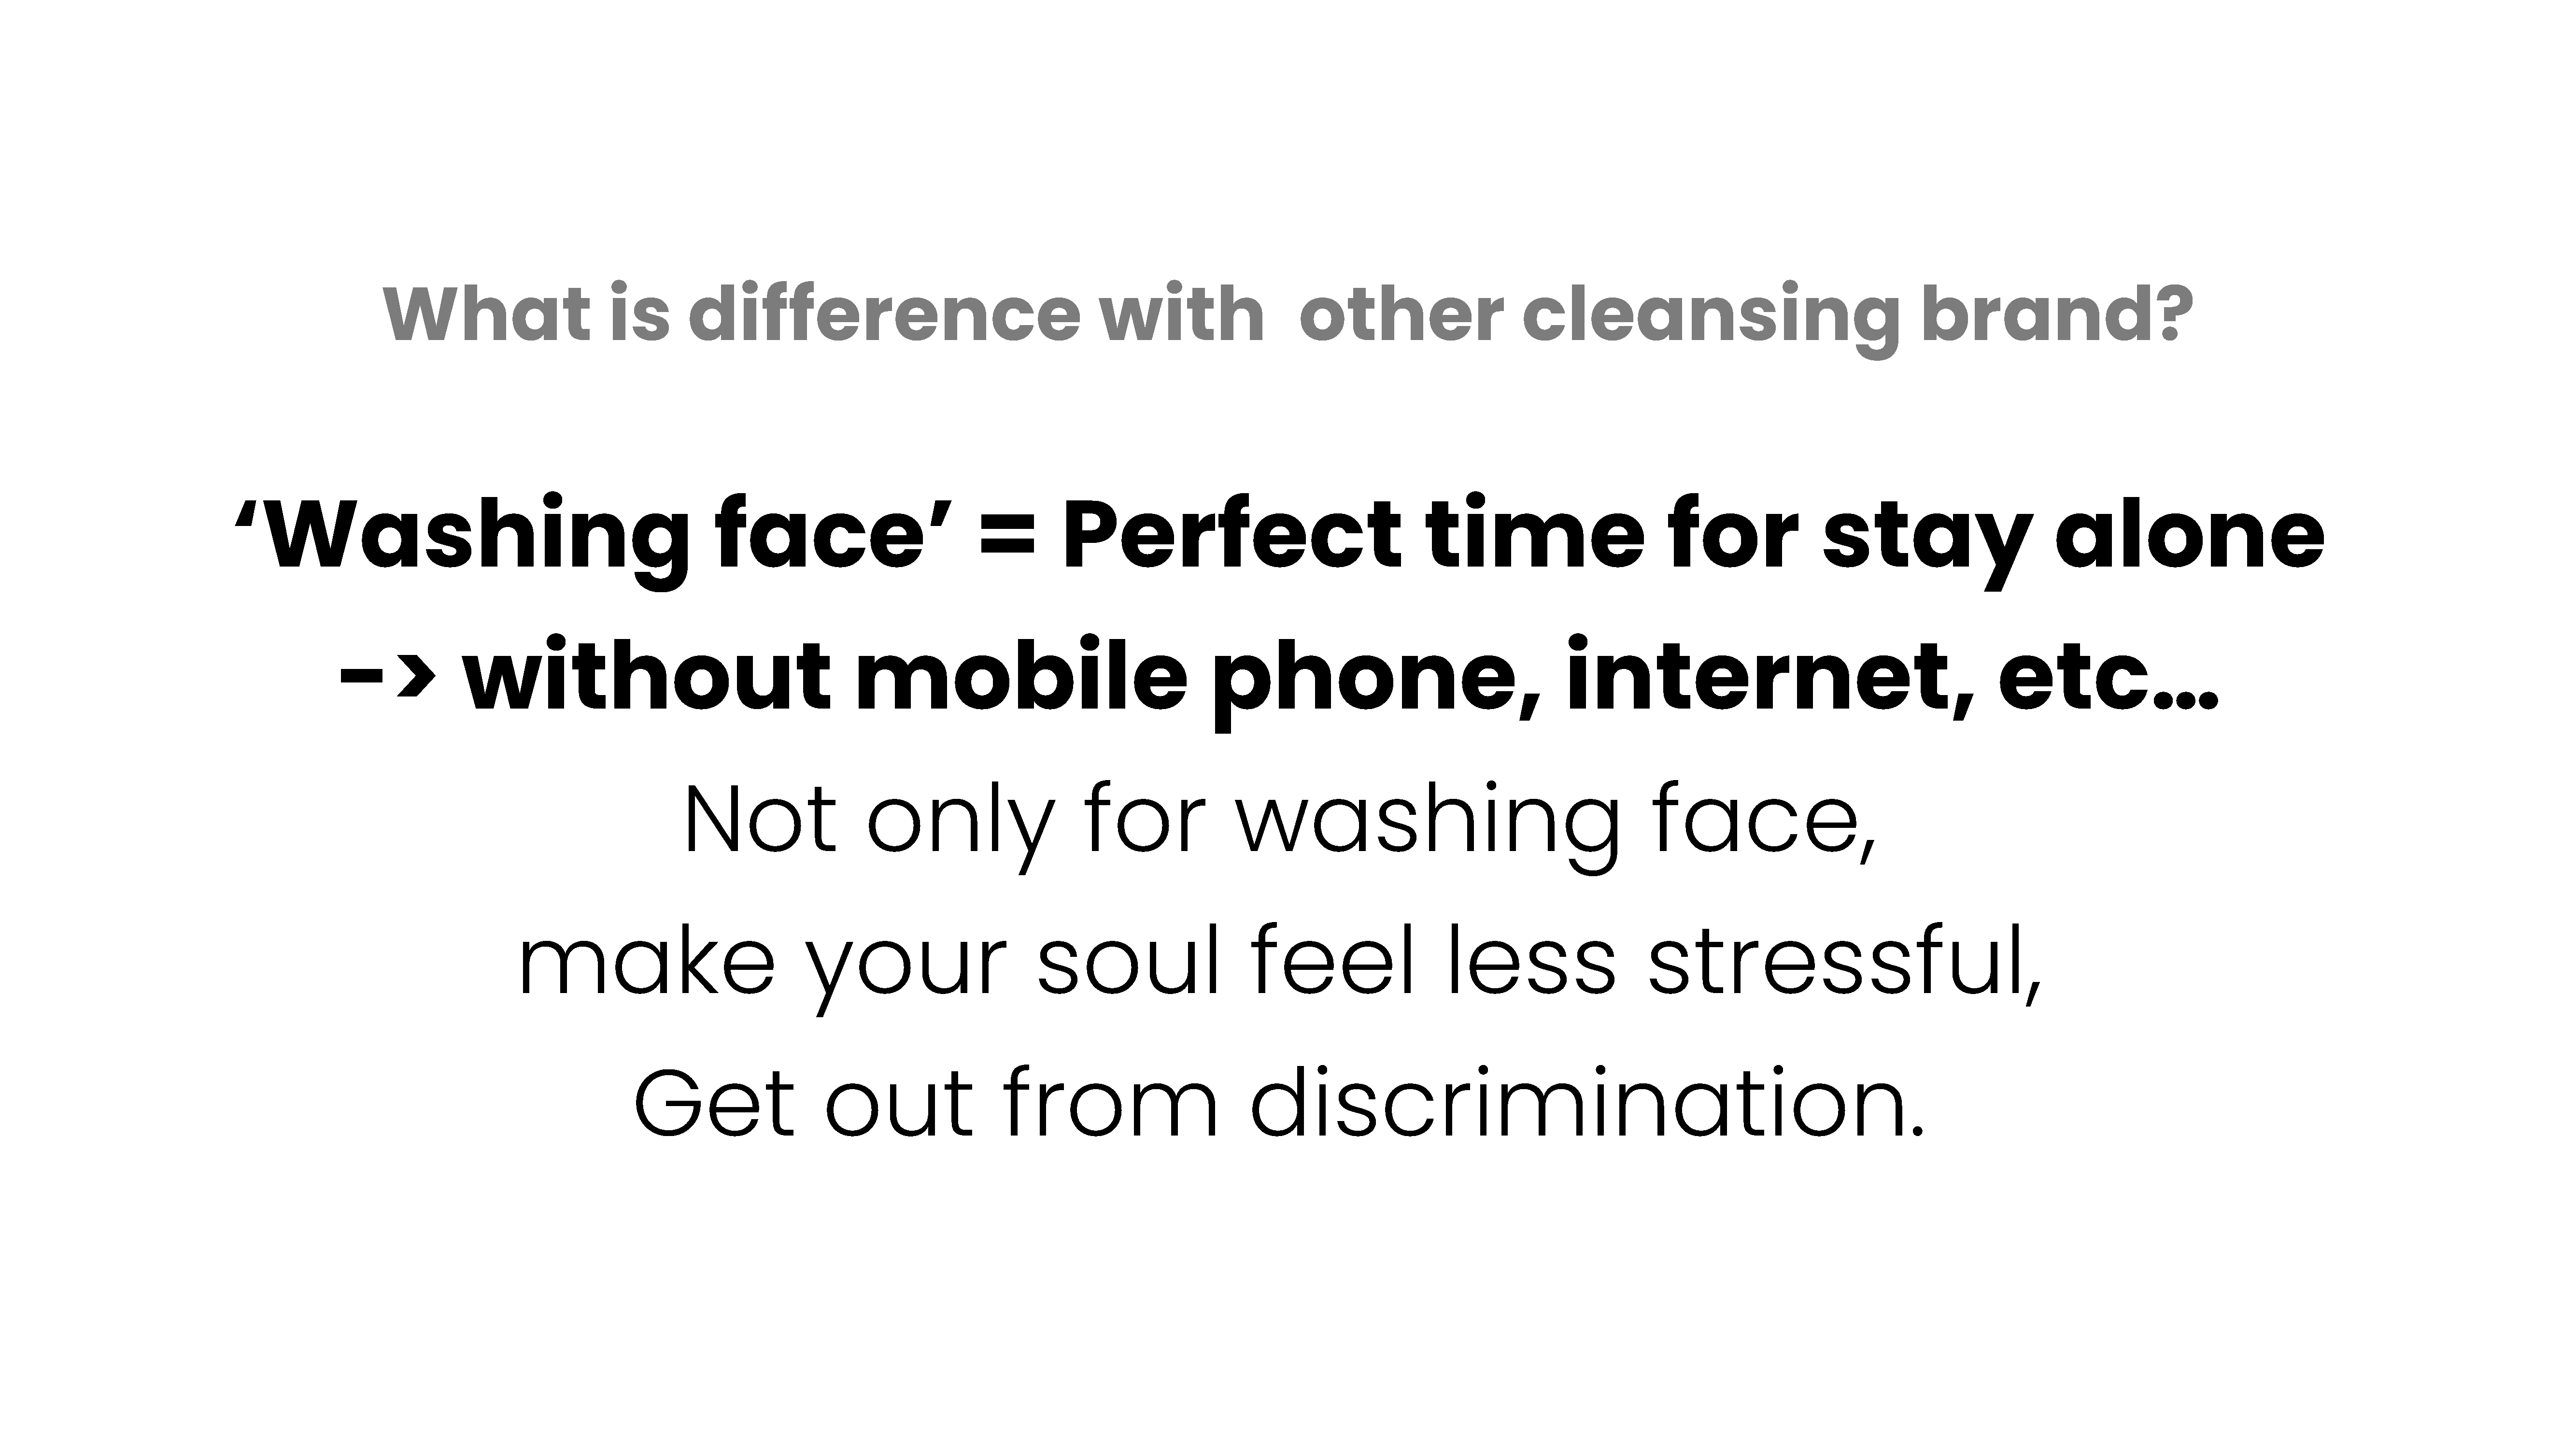 What is difference with  other cleansing brand?
‘Washing face’ = Perfect time for stay alone
-> without mobile phone, internet, etc…
Not only for washing face,
make your soul feel less stressful,
Get out from discrimination.